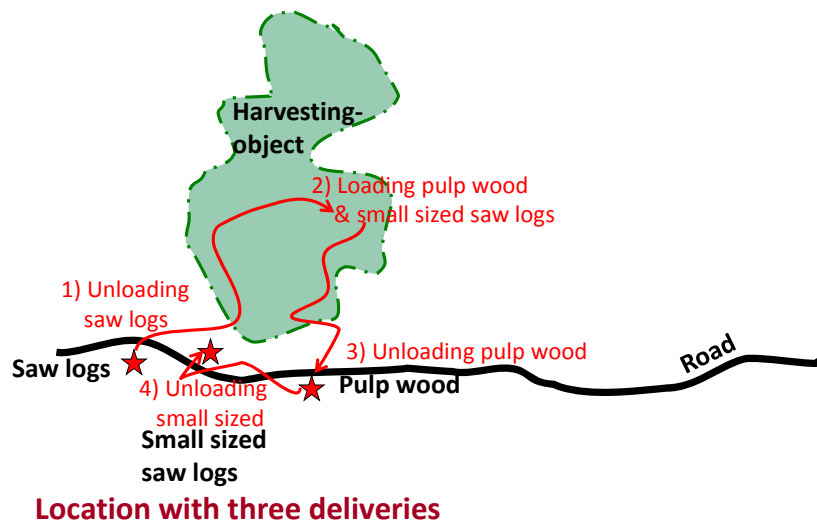 Harvesting-
object
2) Loading pulp wood
& small sized saw logs
1) Unloading
saw logs
Saw logs
3) Unloading pulp wood
Road
Pulp wood
4) Unloading
small sized
Small sized
saw logs
Location with three deliveries